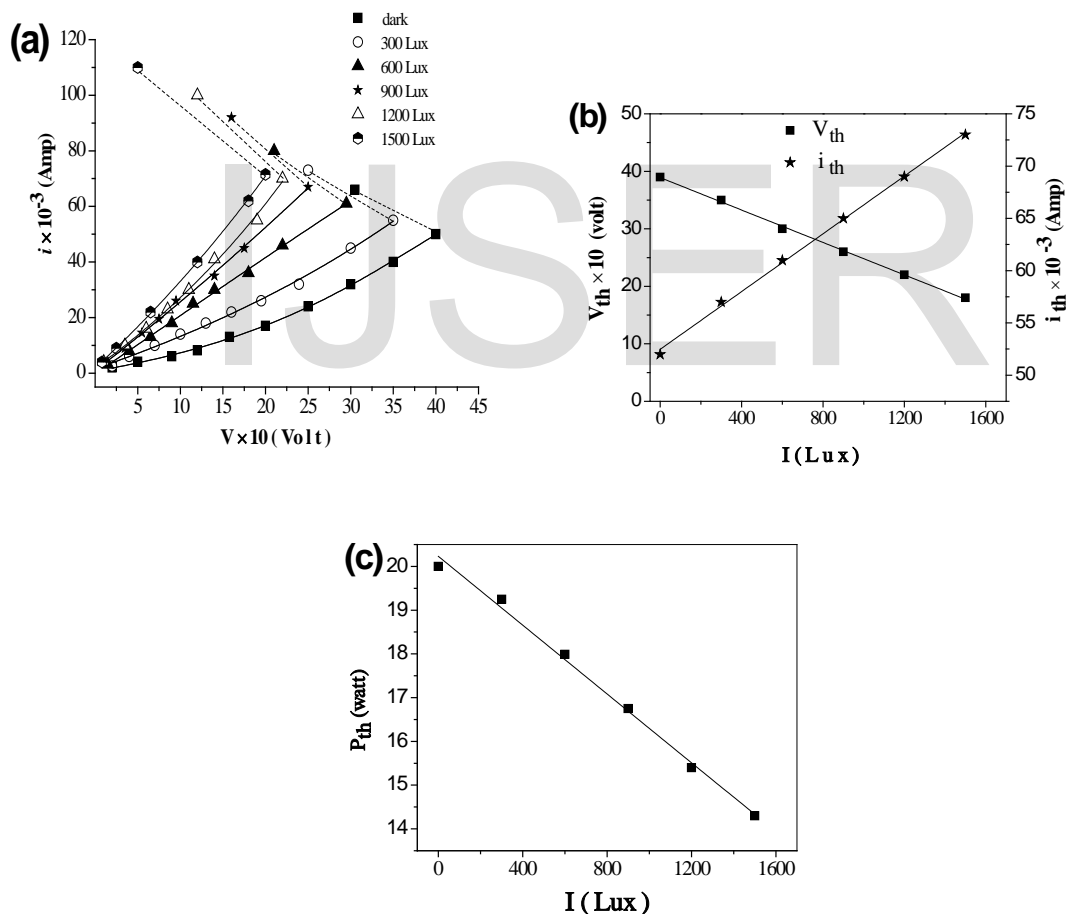 (a)
dark
300 Lux
600 Lux
900 Lux
1200 Lux
1500 Lux
i × 10⁻³ (Amp)
120
100
80
60
40
20
0
5 10 15 20 25 30 35 40 45
V×10 (Volt)
(b)
V_th
i_th
V_th × 10 (volt)
50
40
30
20
10
0
75
70
65
60
55
50
i_th × 10⁻³ (Amp)
0 400 800 1200 1600
I (Lux)
IJSER
(c)
P_th (watt)
20
19
18
17
16
15
14
0 400 800 1200 1600
I (Lux)